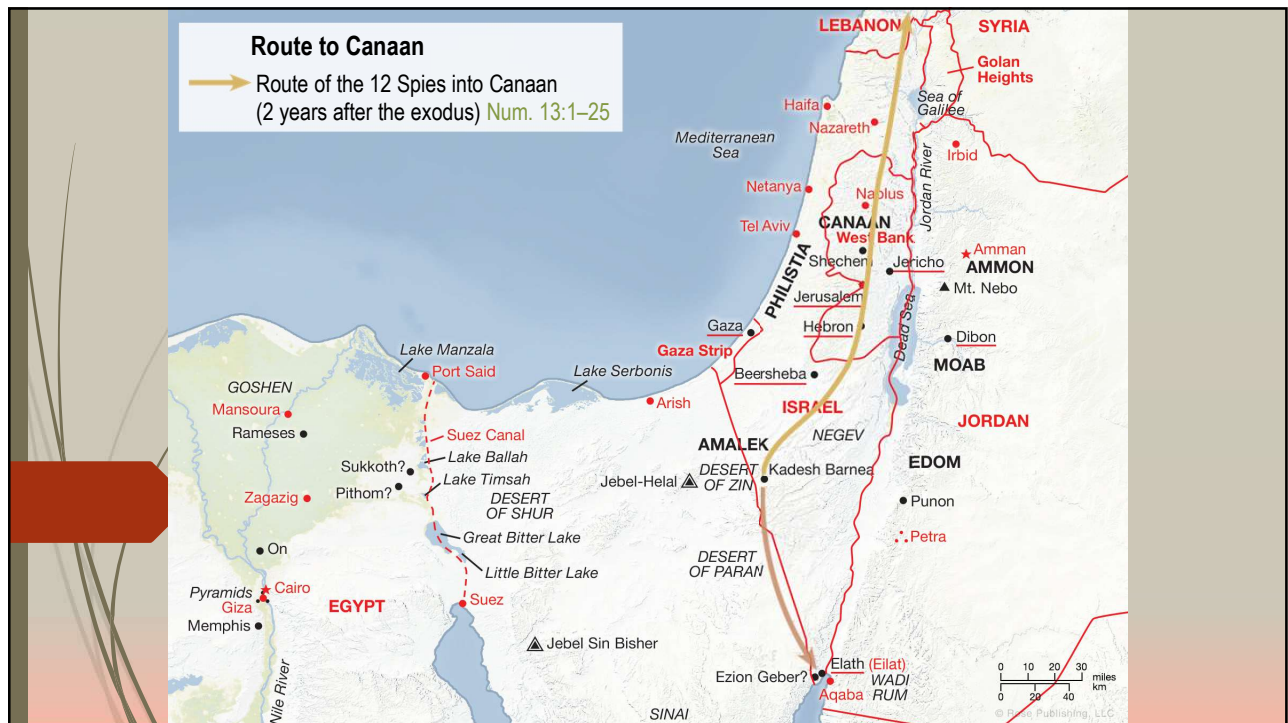 Route to Canaan
Route of the 12 Spies into Canaan
(2 years after the exodus) Num. 13:1–25
LEBANON
SYRIA
Golan
Heights
Sea of
Galilee
Haifa
Nazareth
Mediterranean
Sea
Irbid
Jordan River
Netanya
Nablus
Tel Aviv
CANAAN
West Bank
Shechem
Jericho
Amman
AMMON
Mt. Nebo
PHILISTIA
Jerusalem
Dead Sea
Gaza
Hebron
Dibon
Gaza Strip
MOAB
Beersheba
Lake Manzala
Port Said
Lake Serbonis
GOSHEN
Arish
Mansoura
Rameses
ISRAEL
JORDAN
Suez Canal
NEGEV
AMALEK
Lake Ballah
EDOM
Sukkoth?
Kadesh Barnea
DESERT
OF ZIN
Jebel-Helal
Lake Timsah
Pithom?
Zagazig
DESERT
OF SHUR
Punon
Great Bitter Lake
Petra
On
DESERT
OF PARAN
Little Bitter Lake
Pyramids
Cairo
Giza
EGYPT
Suez
Memphis
Jebel Sin Bisher
Elath (Eilat)
Ezion Geber?
WADI
RUM
Aqaba
Nile River
SINAI
0 10 20 30
miles
km
0 20 40
© Rose Publishing, LLC